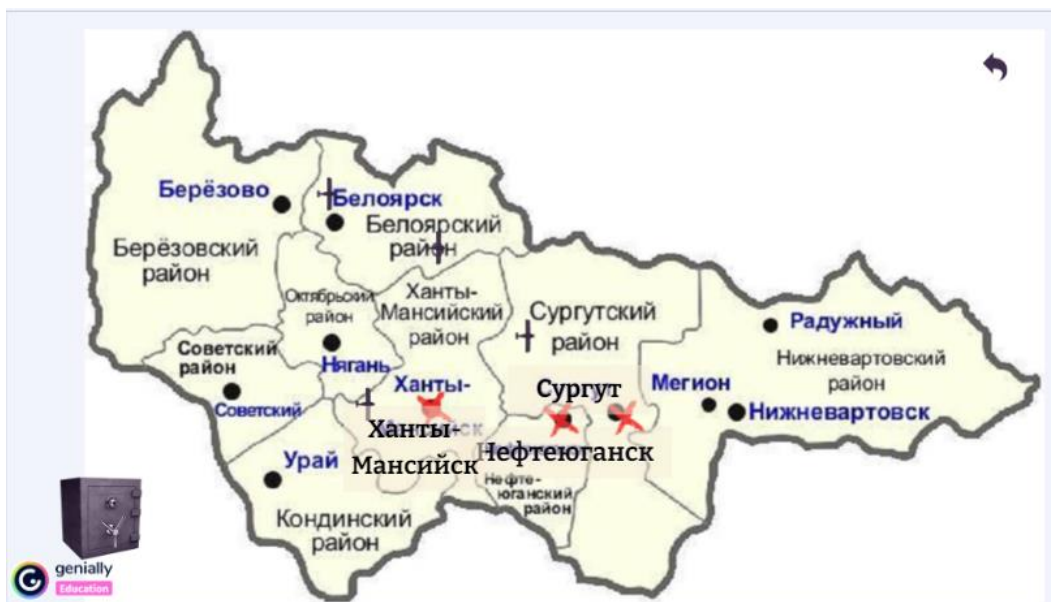 Берёзово
Белоярск
Белоярский
район
Берёзовский
район
Октябрьский
район
Ханты-
Мансийский
район
Сургутский
район
Радужный
Нижневартовский
район
Советский
район
Нягань
Советский
Ханты-
Ханты-
Мансийск
Сургут
Нефтеюганск
Мегион
Нижневартовск
Урай
Нефте-
юганский
район
Кондинский
район
genially
Education